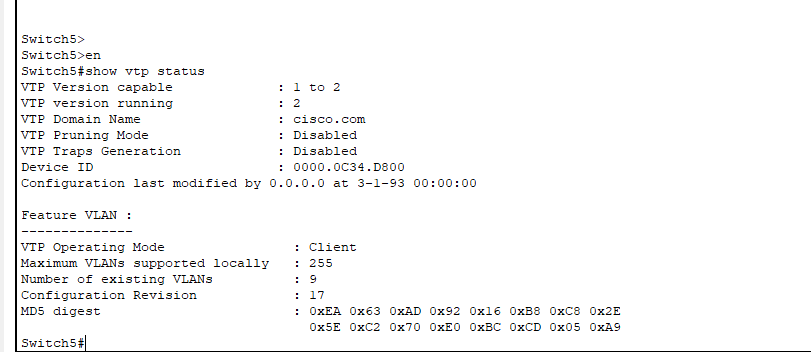 Switch5>
Switch5>en
Switch5#show vtp status
VTP Version capable : 1 to 2
VTP version running : 2
VTP Domain Name : cisco.com
VTP Pruning Mode : Disabled
VTP Traps Generation : Disabled
Device ID : 0000.0C34.D800
Configuration last modified by 0.0.0.0 at 3-1-93 00:00:00
Feature VLAN :
--------------
VTP Operating Mode : Client
Maximum VLANs supported locally : 255
Number of existing VLANs : 9
Configuration Revision : 17
MD5 digest : 0xEA 0x63 0xAD 0x92 0x16 0xB8 0xC8 0x2E
0x5E 0xC2 0x70 0xE0 0xBC 0xCD 0x05 0xA9
Switch5#